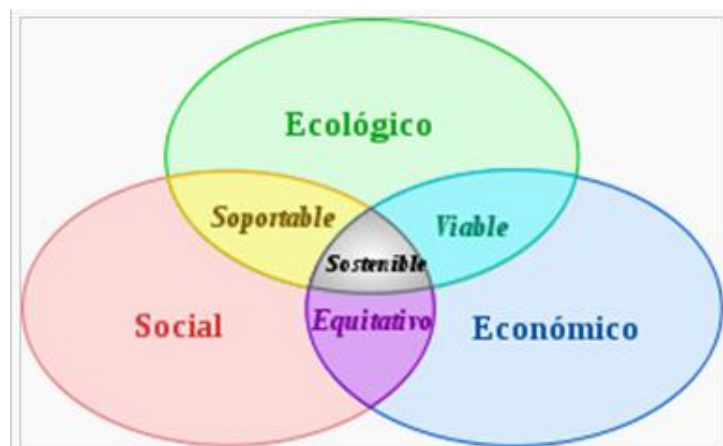 Ecológico
Soportable
Viable
Sostenible
Social
Equitativo
Económico